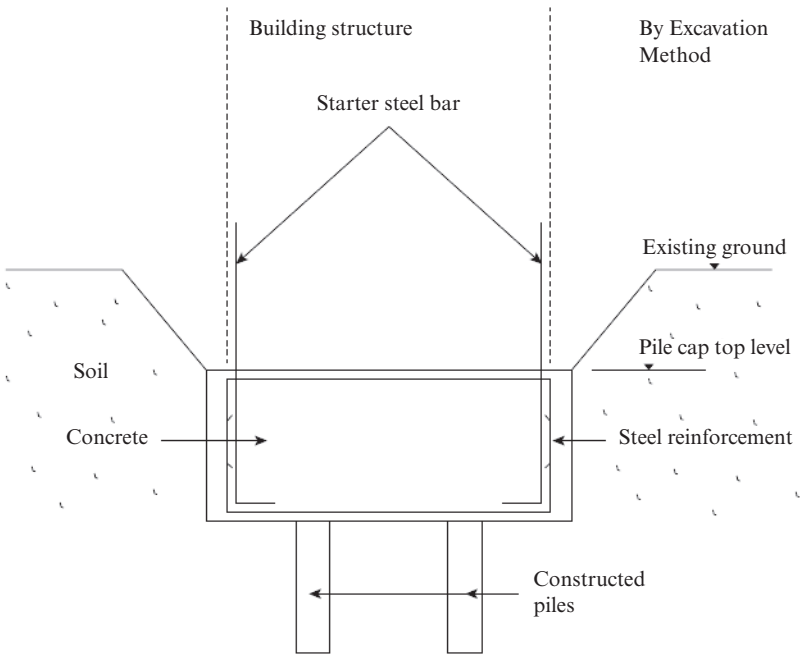 Building structure
By Excavation
Method
Starter steel bar
Existing ground
Pile cap top level
Soil
Concrete
Steel reinforcement
Constructed
piles